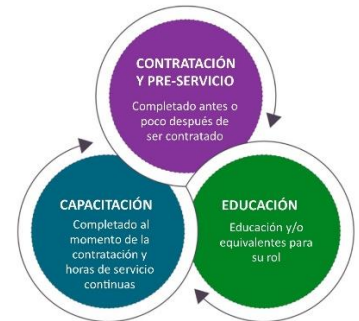 CONTRATACIÓN
Y PRE-SERVICIO
Completado antes o
poco después de
ser contratado
CAPACITACIÓN
Completado al
momento de la
contratación y
horas de servicio
continuas
EDUCACIÓN
Educación y/o
equivalentes para
su rol